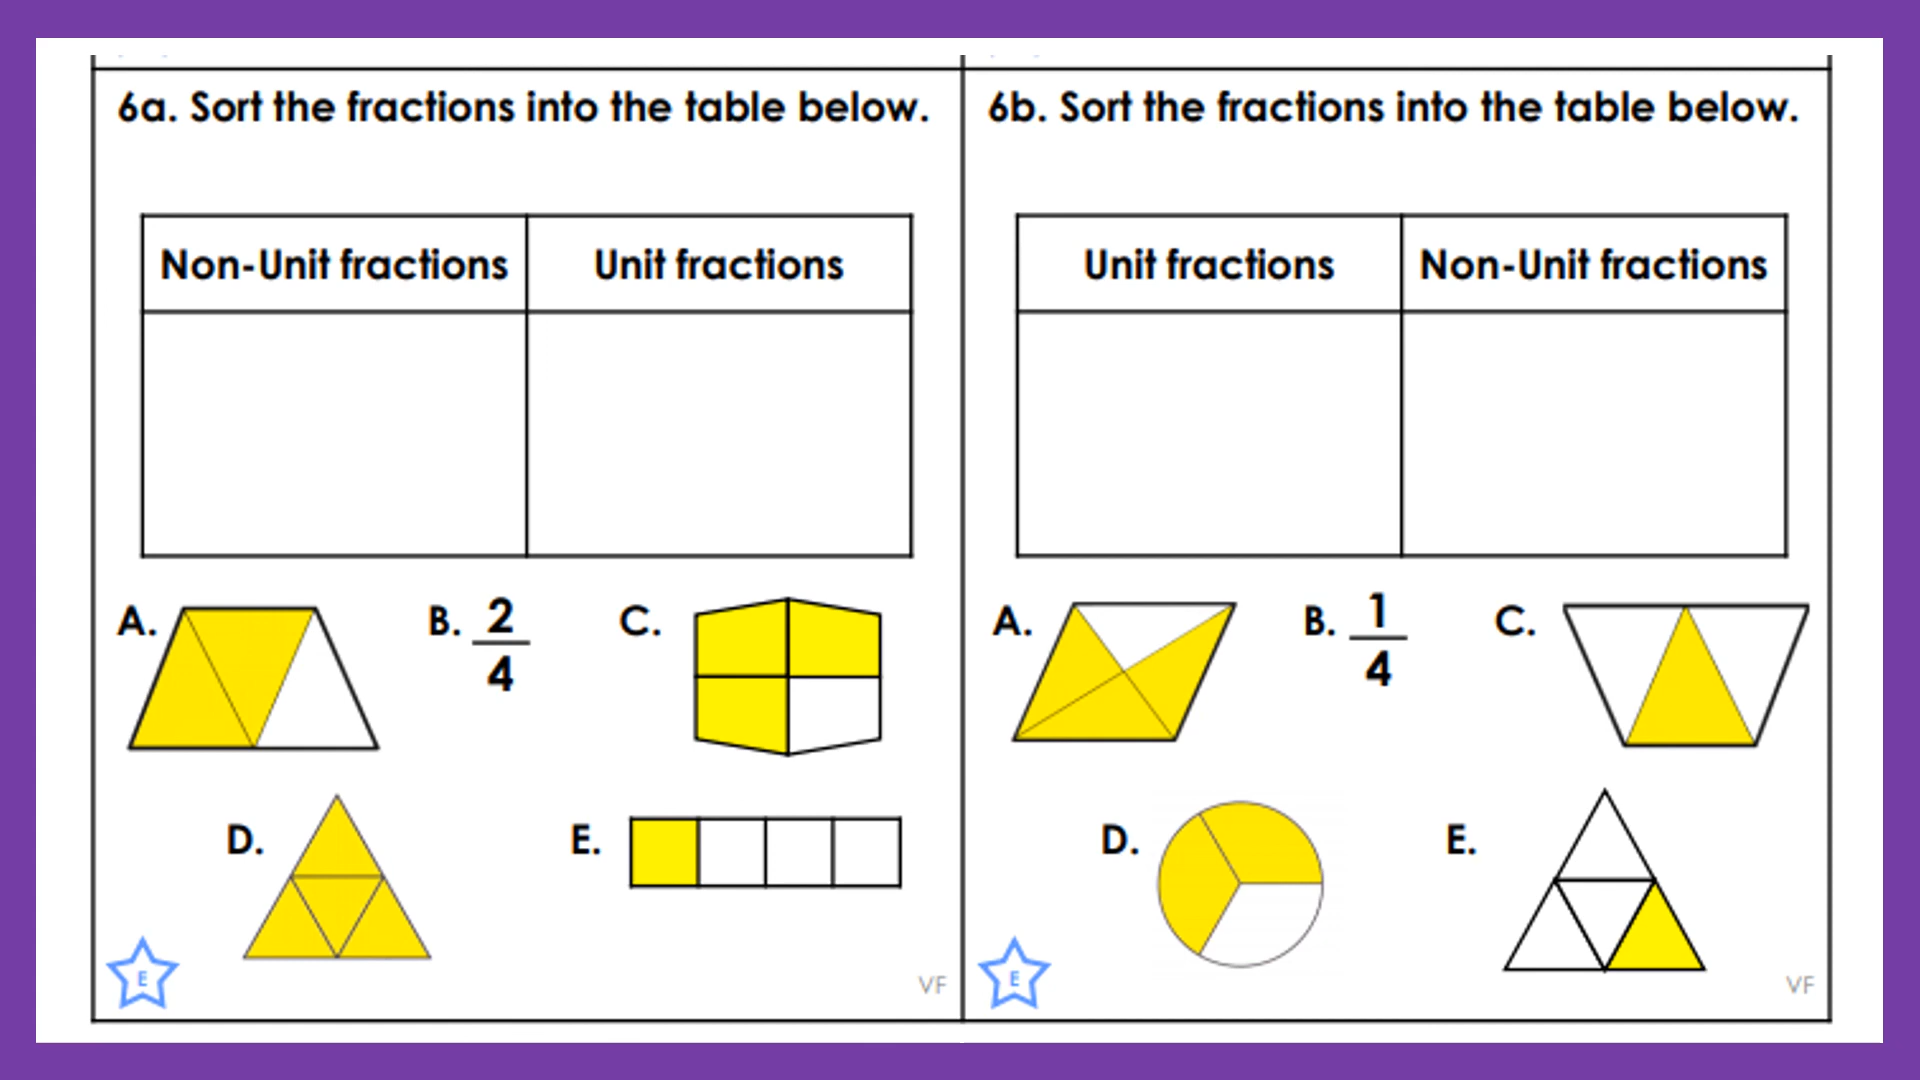 6a. Sort the fractions into the table below.
Non-Unit fractions
Unit fractions
A.
B. 2/4
C.
D.
E.
E
VF
6b. Sort the fractions into the table below.
Unit fractions
Non-Unit fractions
A.
B. 1/4
C.
D.
E.
E
VF